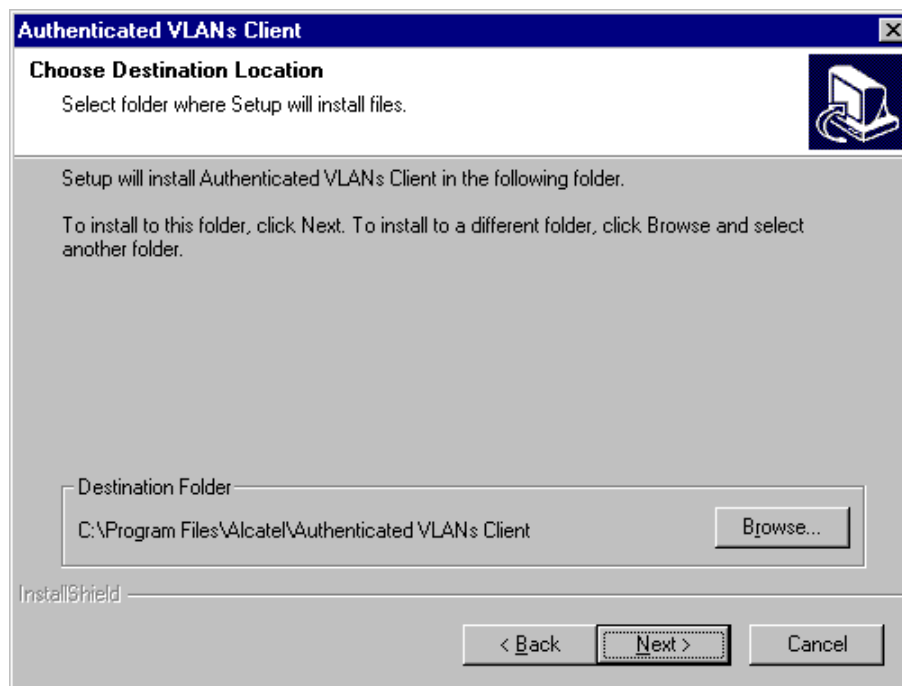 Authenticated VLANs Client
Choose Destination Location
Select folder where Setup will install files.
Setup will install Authenticated VLANs Client in the following folder.
To install to this folder, click Next. To install to a different folder, click Browse and select
another folder.
Destination Folder
C:\Program Files\Alcatel\Authenticated VLANs Client
Browse...
InstallShield
< Back
Next >
Cancel